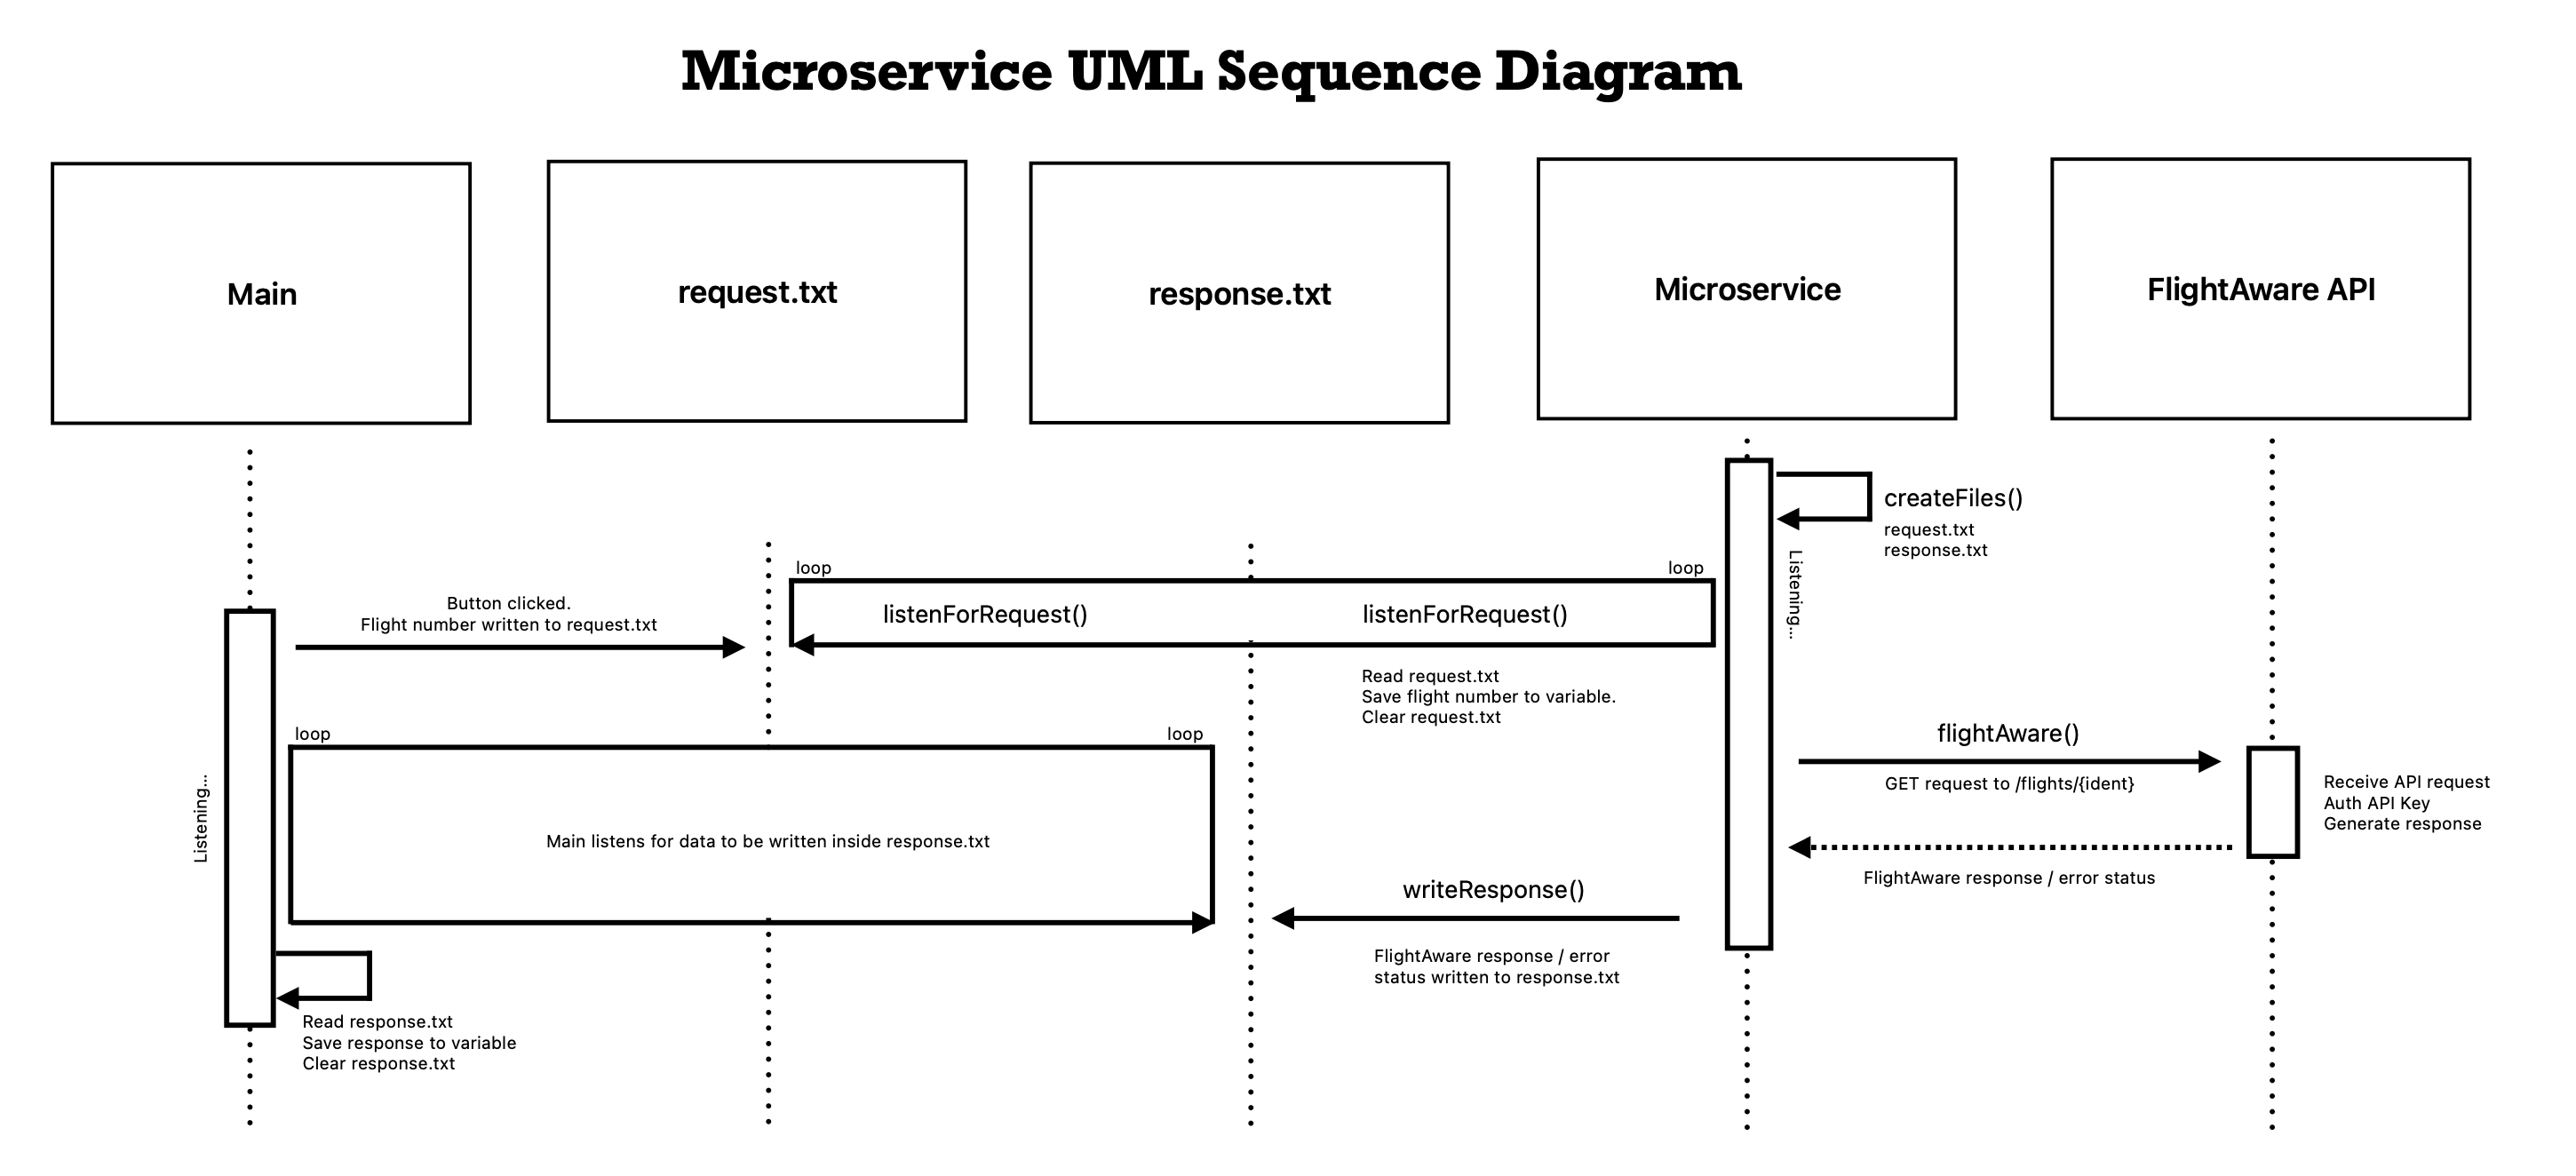 Microservice UML Sequence Diagram
Main
request.txt
response.txt
Microservice
FlightAware API
createFiles()
request.txt
response.txt
Listening...
loop
loop
listenForRequest()
listenForRequest()
Button clicked.
Flight number written to request.txt
Read request.txt
Save flight number to variable.
Clear request.txt
loop
loop
Listening...
Main listens for data to be written inside response.txt
flightAware()
GET request to /flights/{ident}
Receive API request
Auth API Key
Generate response
FlightAware response / error status
writeResponse()
FlightAware response / error
status written to response.txt
Read response.txt
Save response to variable
Clear response.txt